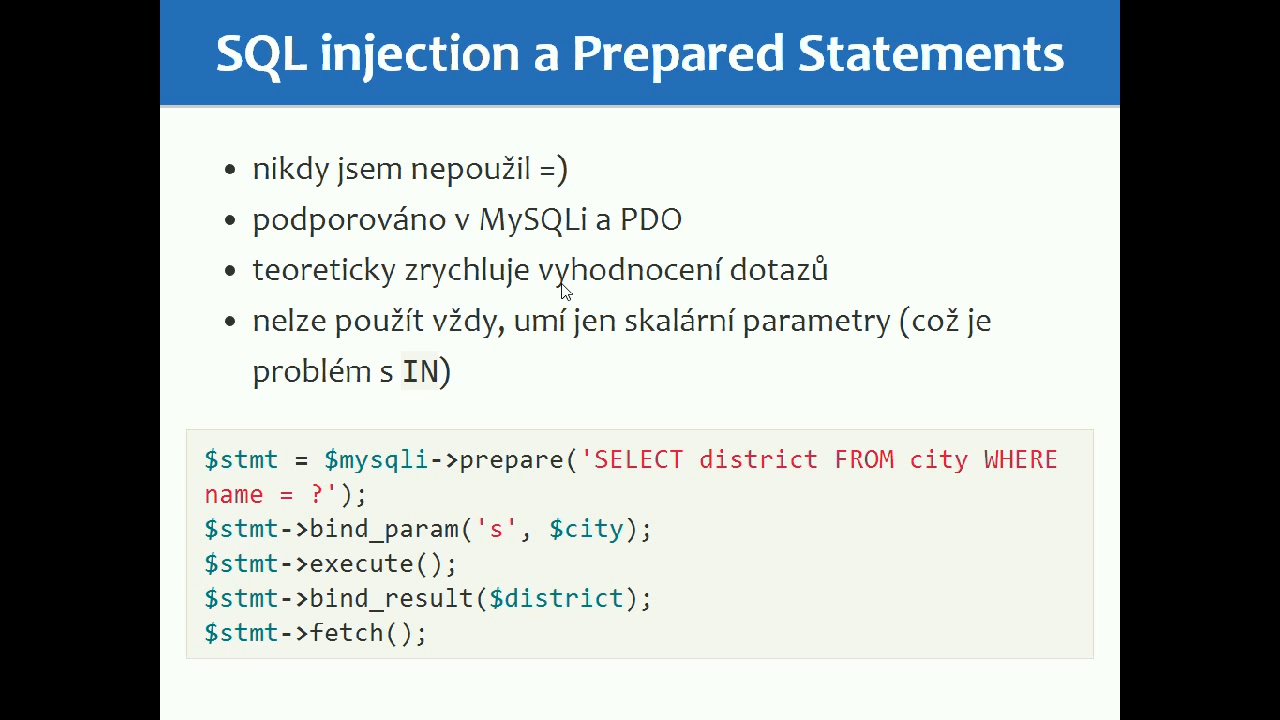 SQL injection a Prepared Statements
• nikdy jsem nepoužil =)
• podporováno v MySQLi a PDO
• teoreticky zrychluje vyhodnocení dotazů
• nelze použít vždy, umí jen skalární parametry (což je
problém s IN)
$stmt = $mysqli->prepare('SELECT district FROM city WHERE
name = ?');
$stmt->bind_param('s', $city);
$stmt->execute();
$stmt->bind_result($district);
$stmt->fetch();